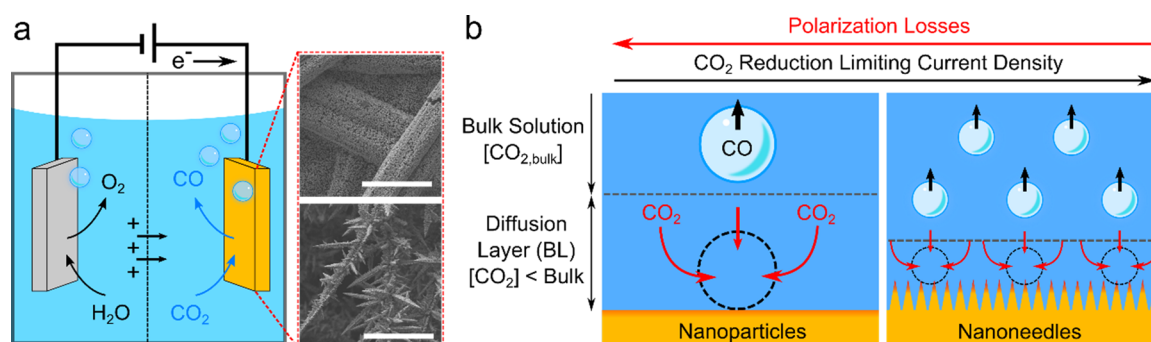 a
e⁻
O₂
CO
+
+
+
H₂O
CO₂
b
Polarization Losses
CO₂ Reduction Limiting Current Density
Bulk Solution
[CO₂,bulk]
CO
Diffusion
Layer (BL)
[CO₂] < Bulk
CO₂
CO₂
Nanoparticles
Nanoneedles